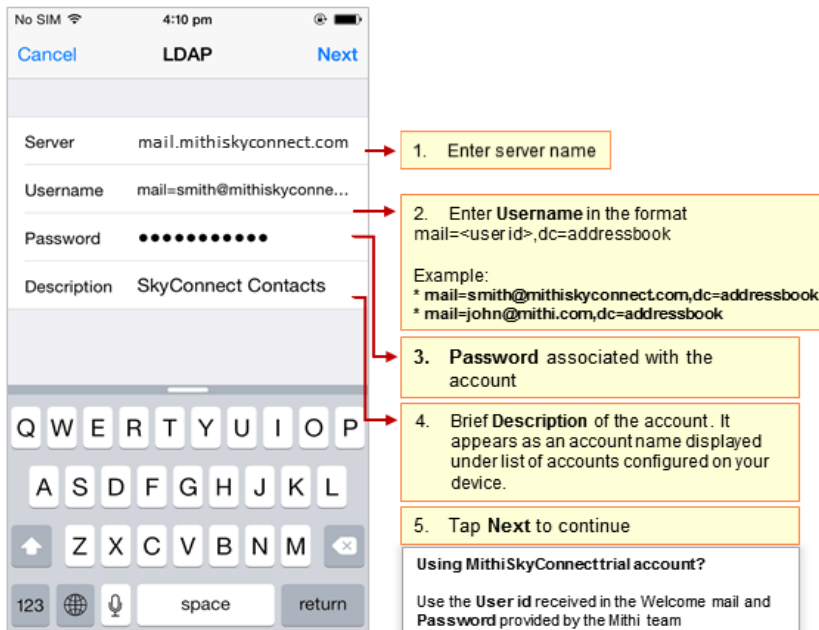 No SIM 4:10 pm
Cancel LDAP Next
Server mail.mithiskyconnect.com
Username mail=smith@mithiskyconne...
Password ●●●●●●●●●●●
Description SkyConnect Contacts
Q W E R T Y U I O P
A S D F G H J K L
Z X C V B N M
123 space return
1. Enter server name
2. Enter Username in the format
mail=<user id>,dc=addressbook
Example:
* mail=smith@mithiskyconnect.com,dc=addressbook
* mail=john@mithi.com,dc=addressbook
3. Password associated with the
account
4. Brief Description of the account. It
appears as an account name displayed
under list of accounts configured on your
device.
5. Tap Next to continue
Using MithiSkyConnect trial account?
Use the User id received in the Welcome mail and
Password provided by the Mithi team